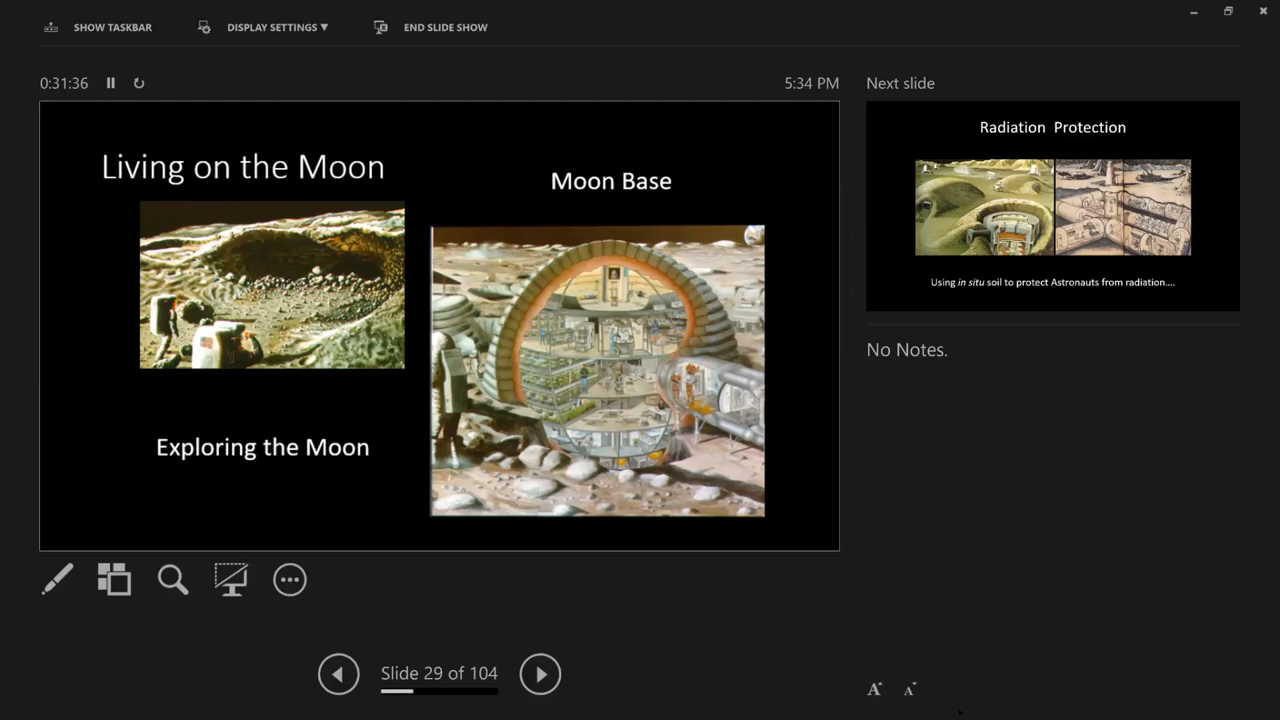 SHOW TASKBAR
DISPLAY SETTINGS ▼
END SLIDE SHOW
0:31:36
5:34 PM
Next slide
Living on the Moon
Moon Base
Exploring the Moon
Radiation Protection
Using in situ soil to protect Astronauts from radiation....
No Notes.
Slide 29 of 104
A
A